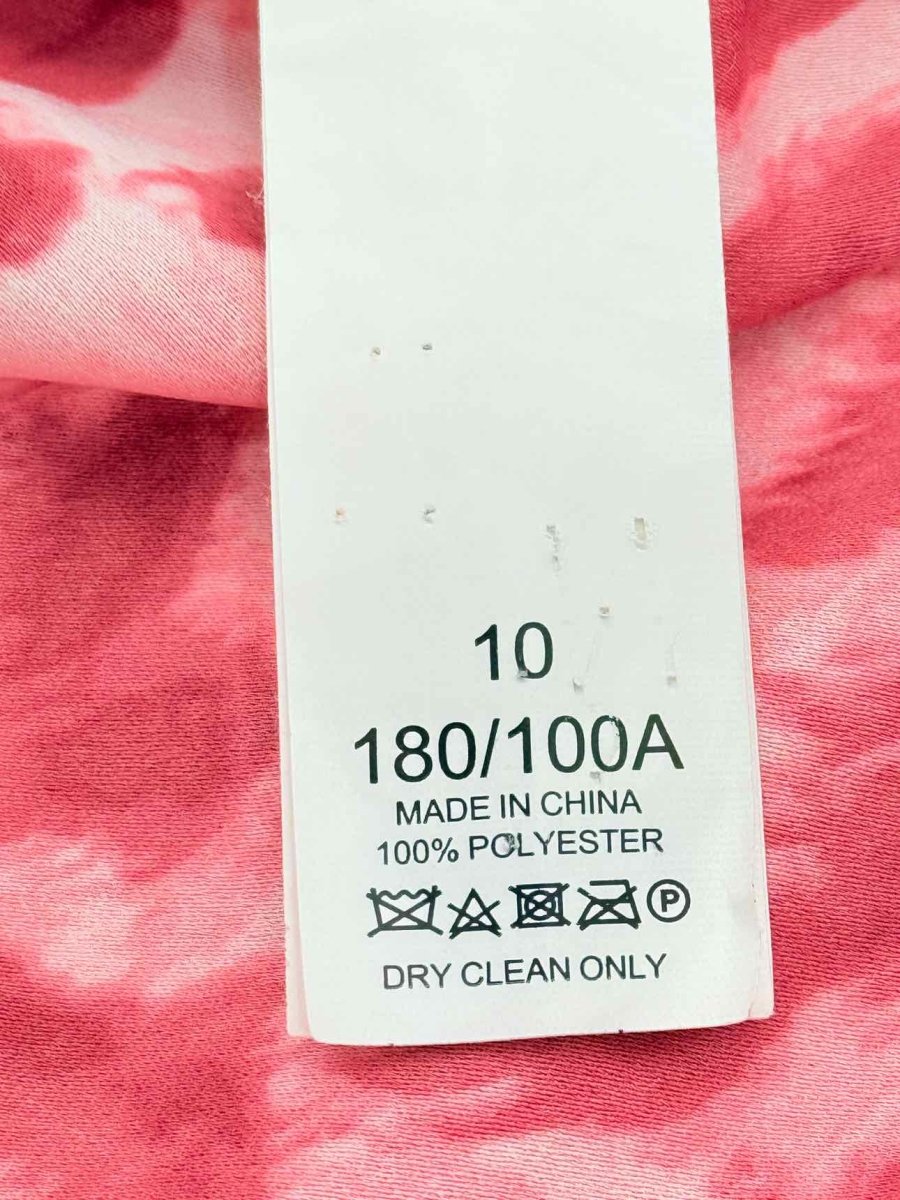 10
180/100A
MADE IN CHINA
100% POLYESTER
P
DRY CLEAN ONLY